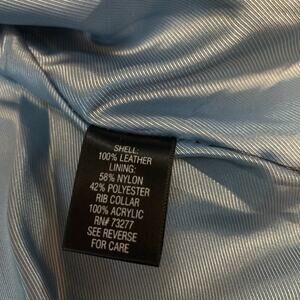 SHELL:
100% LEATHER
LINING:
58% NYLON
42% POLYESTER
RIB COLLAR
100% ACRYLIC
RN# 73277
SEE REVERSE
FOR CARE